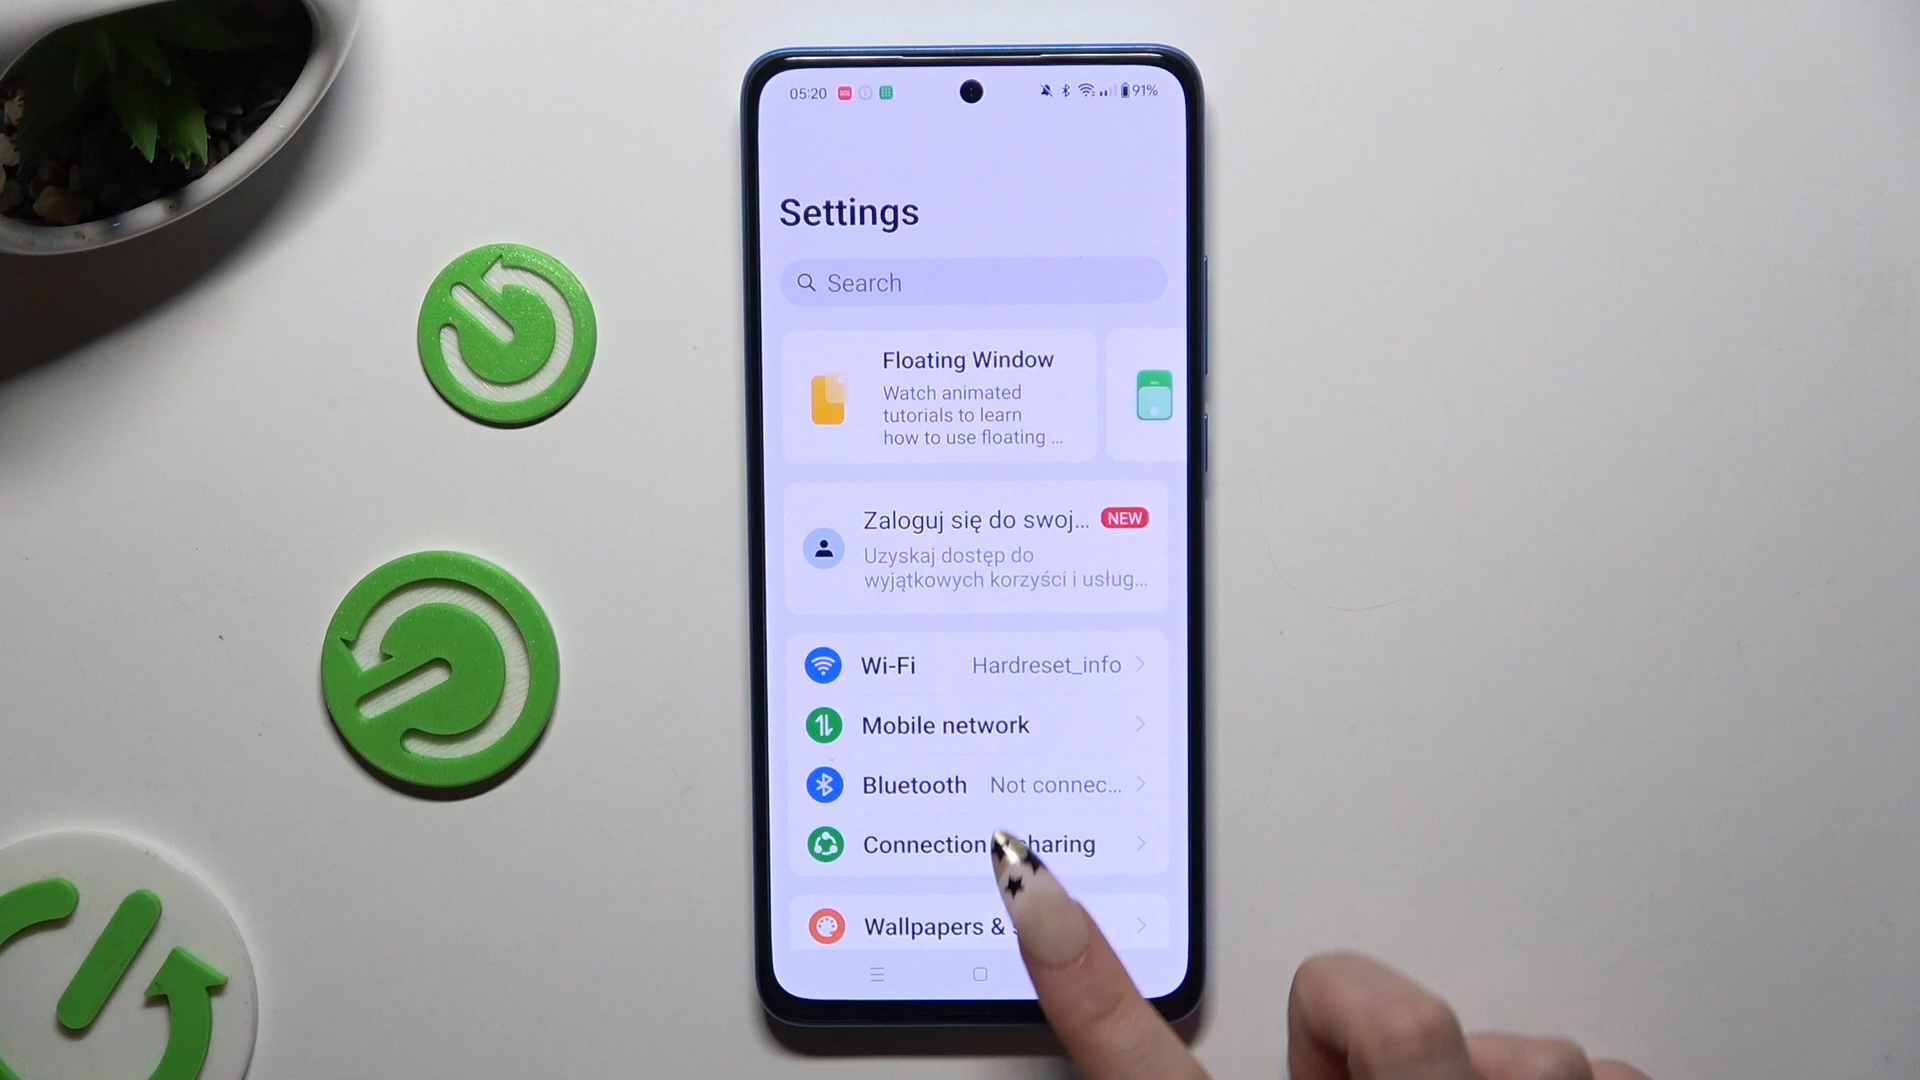 05:20
91%
Settings
Search
Floating Window
Watch animated
tutorials to learn
how to use floating ...
Zaloguj się do swoj... NEW
Uzyskaj dostęp do
wyjątkowych korzyści i usług...
Wi-Fi Hardreset_info
Mobile network
Bluetooth Not connec...
Connection haring
Wallpapers &